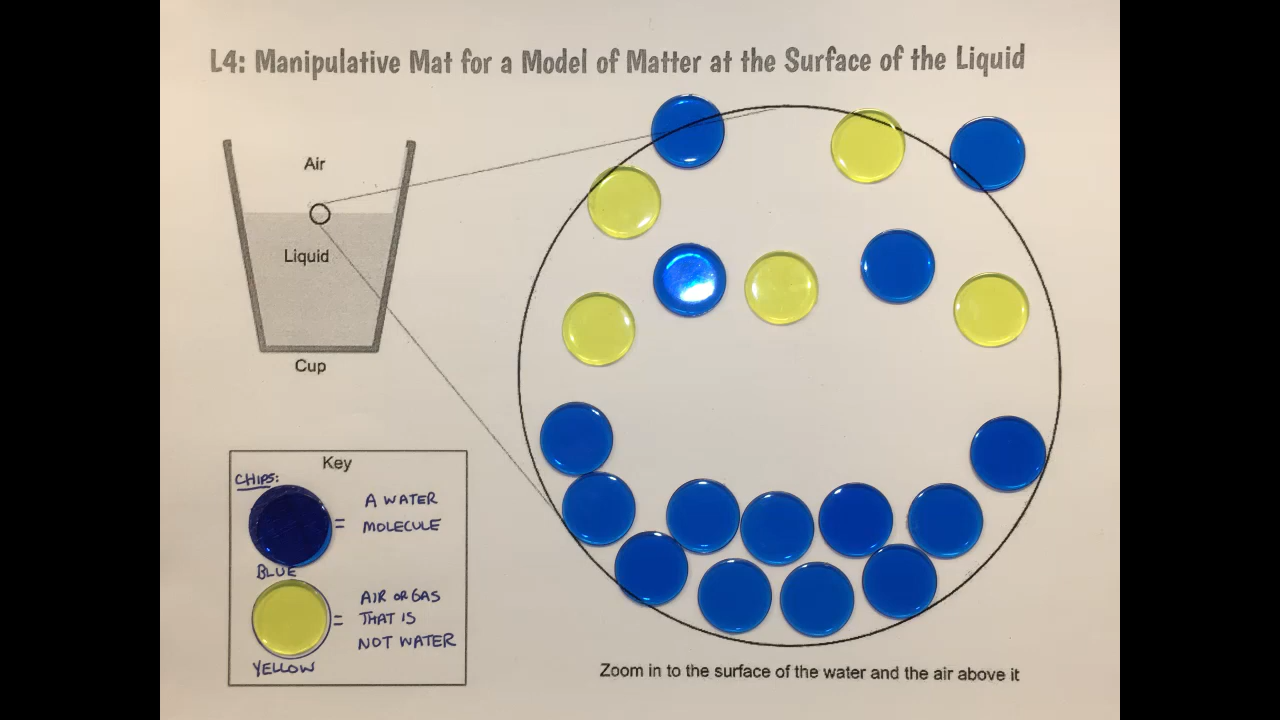 L4: Manipulative Mat for a Model of Matter at the Surface of the Liquid
Air
Liquid
Cup
Key
CHIPS:
A WATER
= MOLECULE
BLUE
AIR OR GAS
= THAT IS
NOT WATER
YELLOW
Zoom in to the surface of the water and the air above it